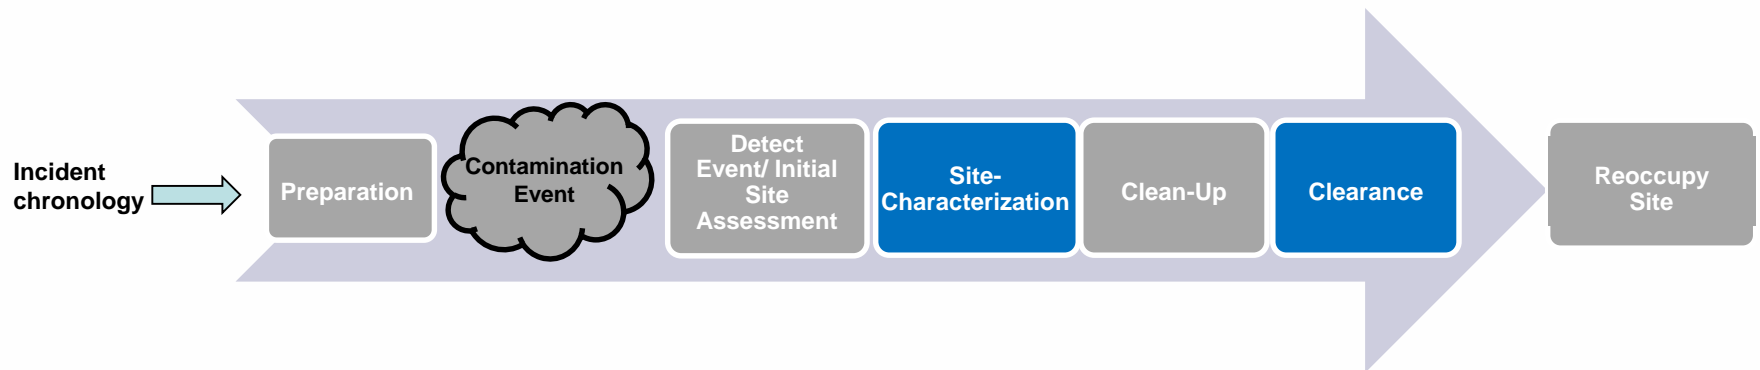 Incident
chronology
Preparation
Contamination
Event
Detect
Event/ Initial
Site
Assessment
Site-
Characterization
Clean-Up
Clearance
Reoccupy
Site